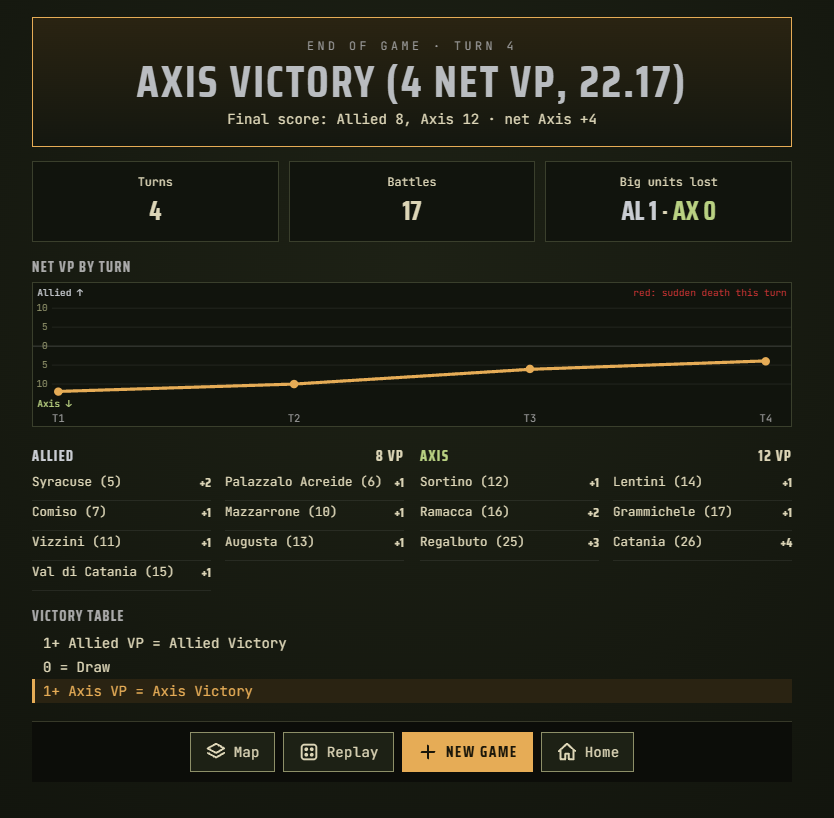 END OF GAME · TURN 4
AXIS VICTORY (4 NET VP, 22.17)
Final score: Allied 8, Axis 12 · net Axis +4
Turns
4
Battles
17
Big units lost
AL 1 · AX 0
NET VP BY TURN
Allied ↑
red: sudden death this turn
10
5
0
5
10
Axis ↓
T1 T2 T3 T4
ALLIED 8 VP
Syracuse (5) +2
Palazzalo Acreide (6) +1
Comiso (7) +1
Mazzarrone (10) +1
Vizzini (11) +1
Augusta (13) +1
Val di Catania (15) +1
AXIS 12 VP
Sortino (12) +1
Lentini (14) +1
Ramacca (16) +2
Grammichele (17) +1
Regalbuto (25) +3
Catania (26) +4
VICTORY TABLE
1+ Allied VP = Allied Victory
0 = Draw
1+ Axis VP = Axis Victory
Map
Replay
NEW GAME
Home